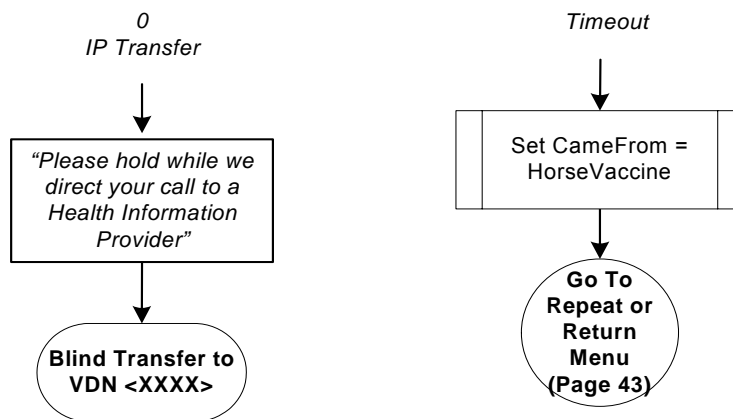 0
IP Transfer
“Please hold while we
direct your call to a
Health Information
Provider”
Blind Transfer to
VDN <XXXX>
Timeout
Set CameFrom =
HorseVaccine
Go To
Repeat or
Return
Menu
(Page 43)